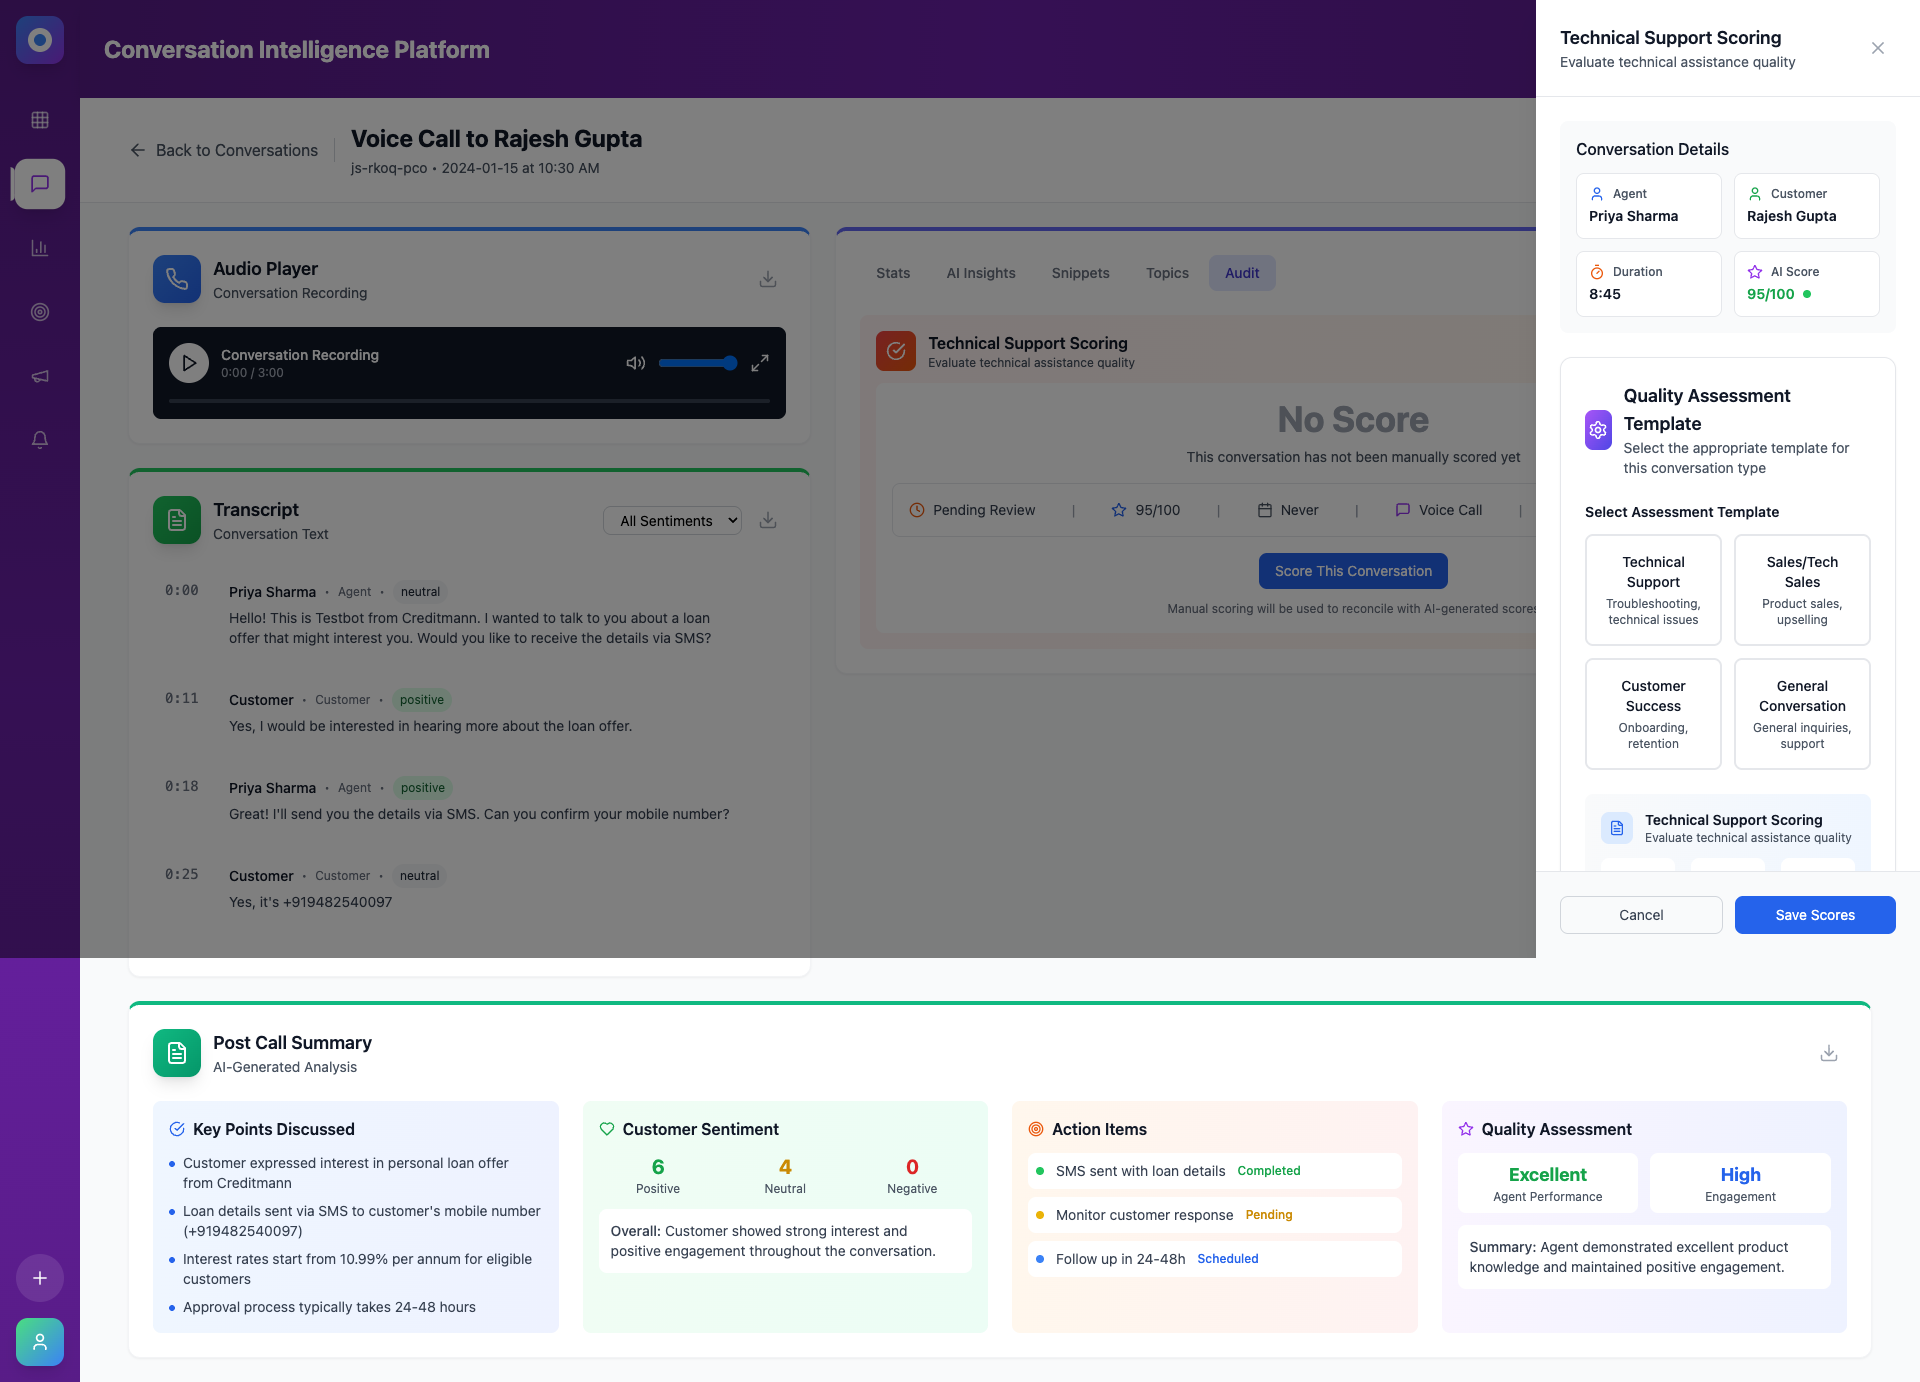 Conversation Intelligence Platform
Back to Conversations
Voice Call to Rajesh Gupta
js-rkoq-pco • 2024-01-15 at 10:30 AM
Audio Player
Conversation Recording
Conversation Recording
0:00 / 3:00
Transcript
Conversation Text
All Sentiments
0:00
Priya Sharma • Agent • neutral
Hello! This is Testbot from Creditmann. I wanted to talk to you about a loan
offer that might interest you. Would you like to receive the details via SMS?
0:11
Customer • Customer • positive
Yes, I would be interested in hearing more about the loan offer.
0:18
Priya Sharma • Agent • positive
Great! I'll send you the details via SMS. Can you confirm your mobile number?
0:25
Customer • Customer • neutral
Yes, it's +919482540097
Stats
AI Insights
Snippets
Topics
Audit
Technical Support Scoring
Evaluate technical assistance quality
No Score
This conversation has not been manually scored yet
Pending Review | 95/100 | Never | Voice Call |
Score This Conversation
Manual scoring will be used to reconcile with AI-generated scores
Technical Support Scoring
Evaluate technical assistance quality
Conversation Details
Agent
Priya Sharma
Customer
Rajesh Gupta
Duration
8:45
AI Score
95/100
Quality Assessment
Template
Select the appropriate template for
this conversation type
Select Assessment Template
Technical
Support
Troubleshooting,
technical issues
Sales/Tech
Sales
Product sales,
upselling
Customer
Success
Onboarding,
retention
General
Conversation
General inquiries,
support
Technical Support Scoring
Evaluate technical assistance quality
Cancel
Save Scores
Post Call Summary
AI-Generated Analysis
Key Points Discussed
• Customer expressed interest in personal loan offer
from Creditmann
• Loan details sent via SMS to customer's mobile number
(+919482540097)
• Interest rates start from 10.99% per annum for eligible
customers
• Approval process typically takes 24-48 hours
Customer Sentiment
6
Positive
4
Neutral
0
Negative
Overall: Customer showed strong interest and
positive engagement throughout the conversation.
Action Items
SMS sent with loan details Completed
Monitor customer response Pending
Follow up in 24-48h Scheduled
Quality Assessment
Excellent
Agent Performance
High
Engagement
Summary: Agent demonstrated excellent product
knowledge and maintained positive engagement.